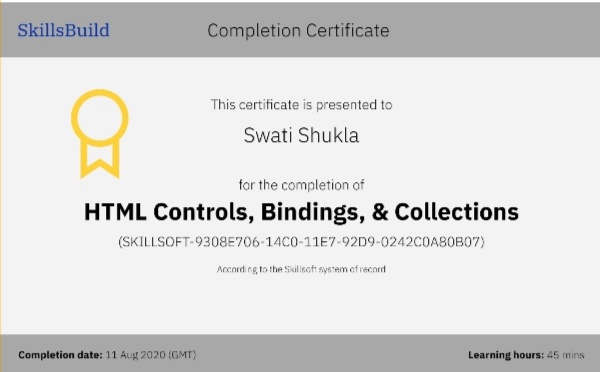 SkillsBuild
Completion Certificate
This certificate is presented to
Swati Shukla
for the completion of
HTML Controls, Bindings, & Collections
(SKILLSOFT-9308E706-14C0-11E7-92D9-0242C0A80B07)
According to the Skillsoft system of record
Completion date: 11 Aug 2020 (GMT)
Learning hours: 45 mins